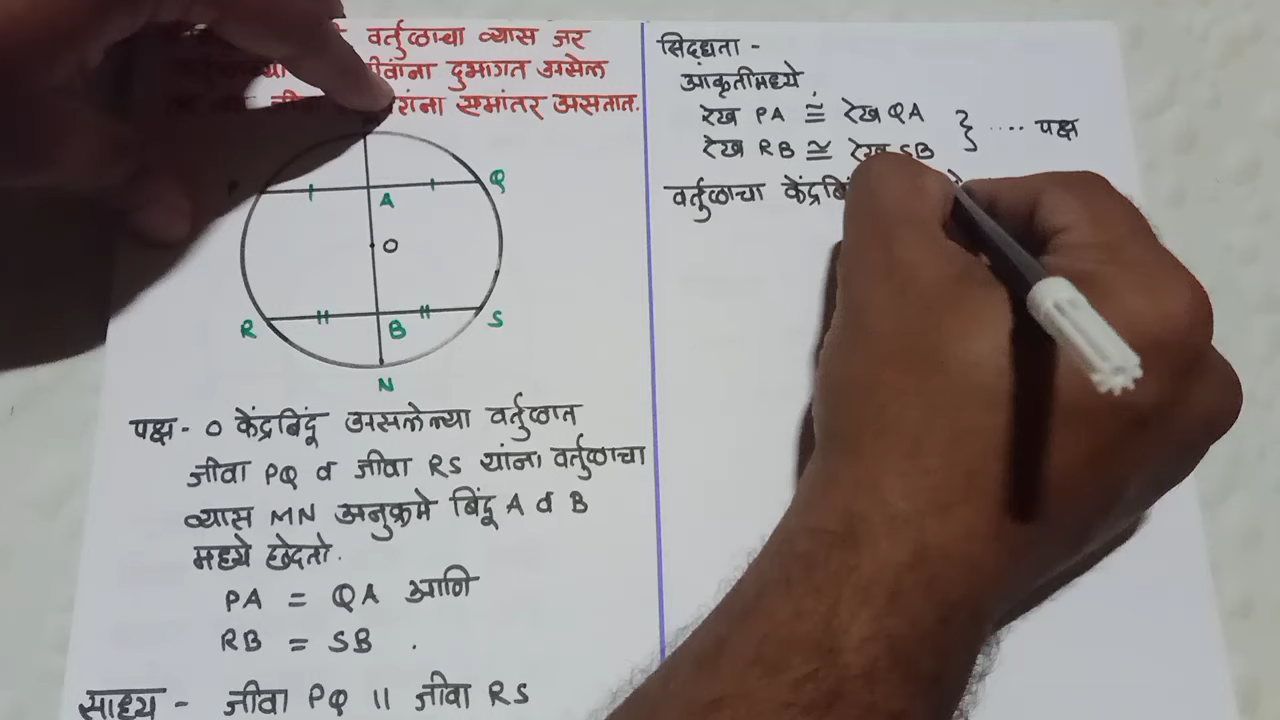 वर्तुळाचा व्यास जर
दुभागत असेल
समांतर असतात.
Q
A
O
R
B
S
N
पक्ष - O केंद्रबिंदू असलेल्या वर्तुळात
जीवा PQ व जीवा RS यांना वर्तुळाचा
व्यास MN अनुक्रमे बिंदू A व B
मध्ये छेदतो.
PA = QA आणि
RB = SB .
साध्य - जीवा PQ || जीवा RS
सिद्धता -
आकृतीमध्ये,
रेख PA ≅ रेख QA
रेख RB ≅ रेख SB } .... पक्ष
वर्तुळाचा